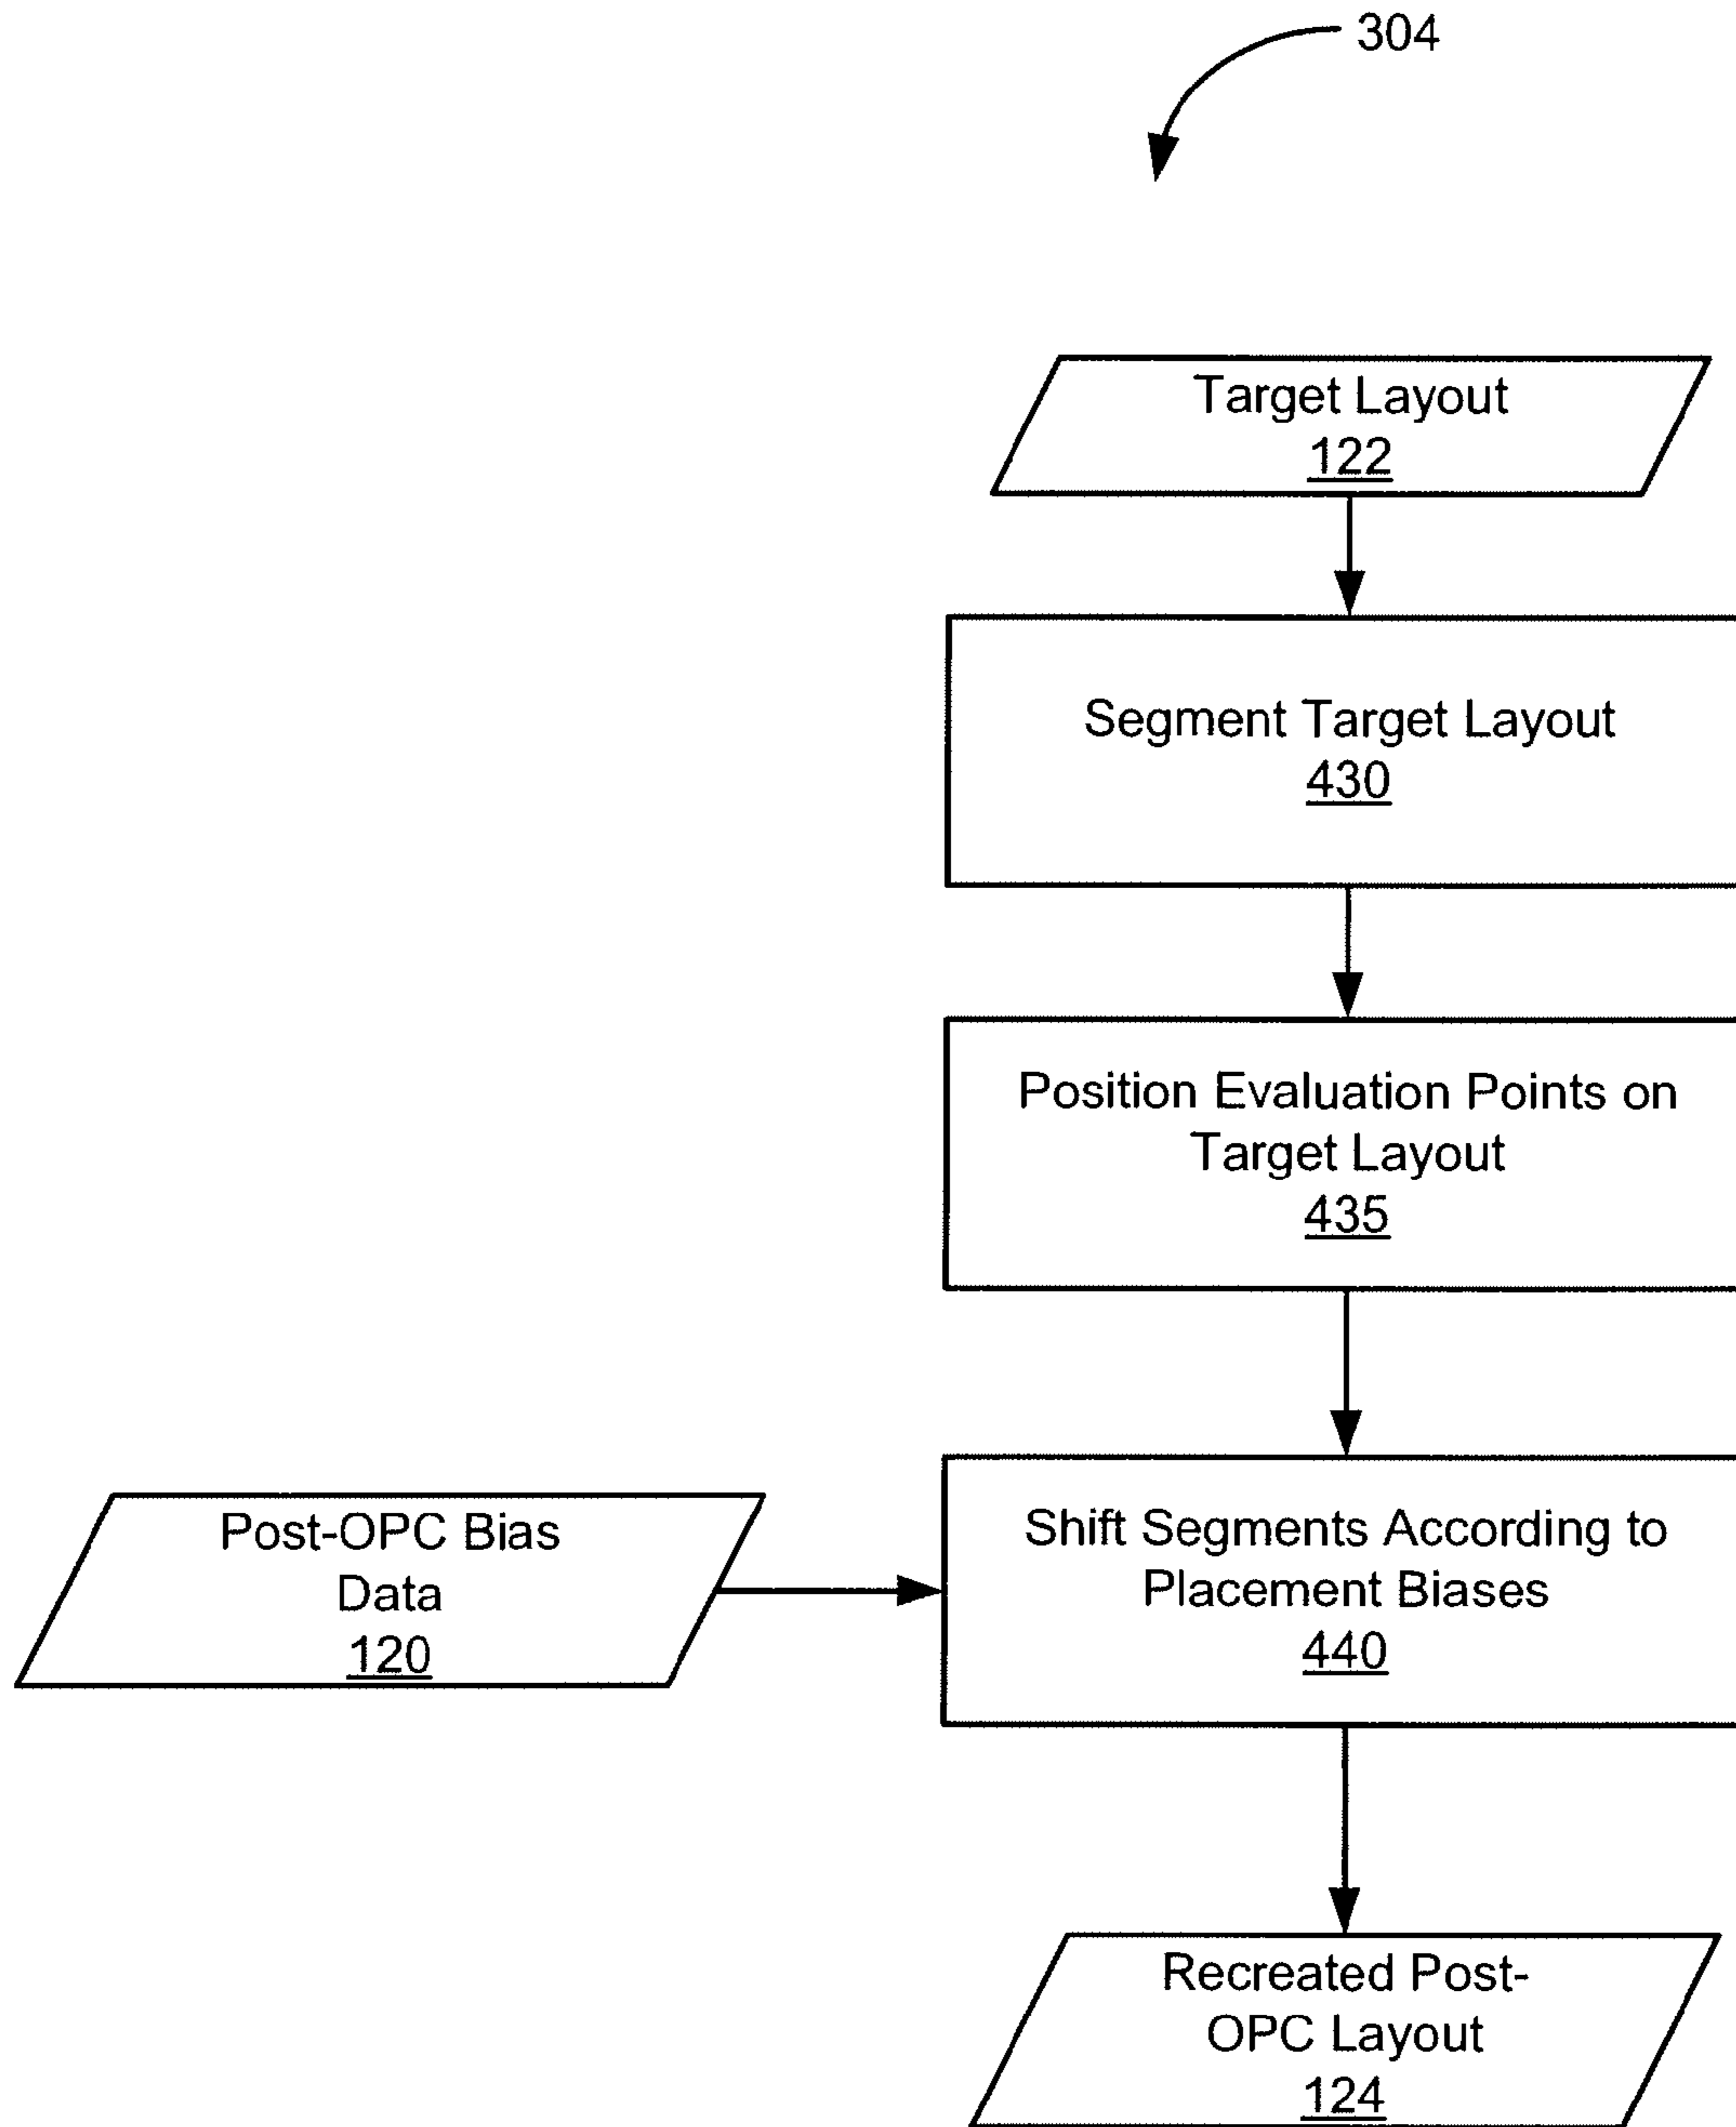 304
Target Layout
122
Segment Target Layout
430
Position Evaluation Points on
Target Layout
435
Post-OPC Bias
Data
120
Shift Segments According to
Placement Biases
440
Recreated Post-
OPC Layout
124